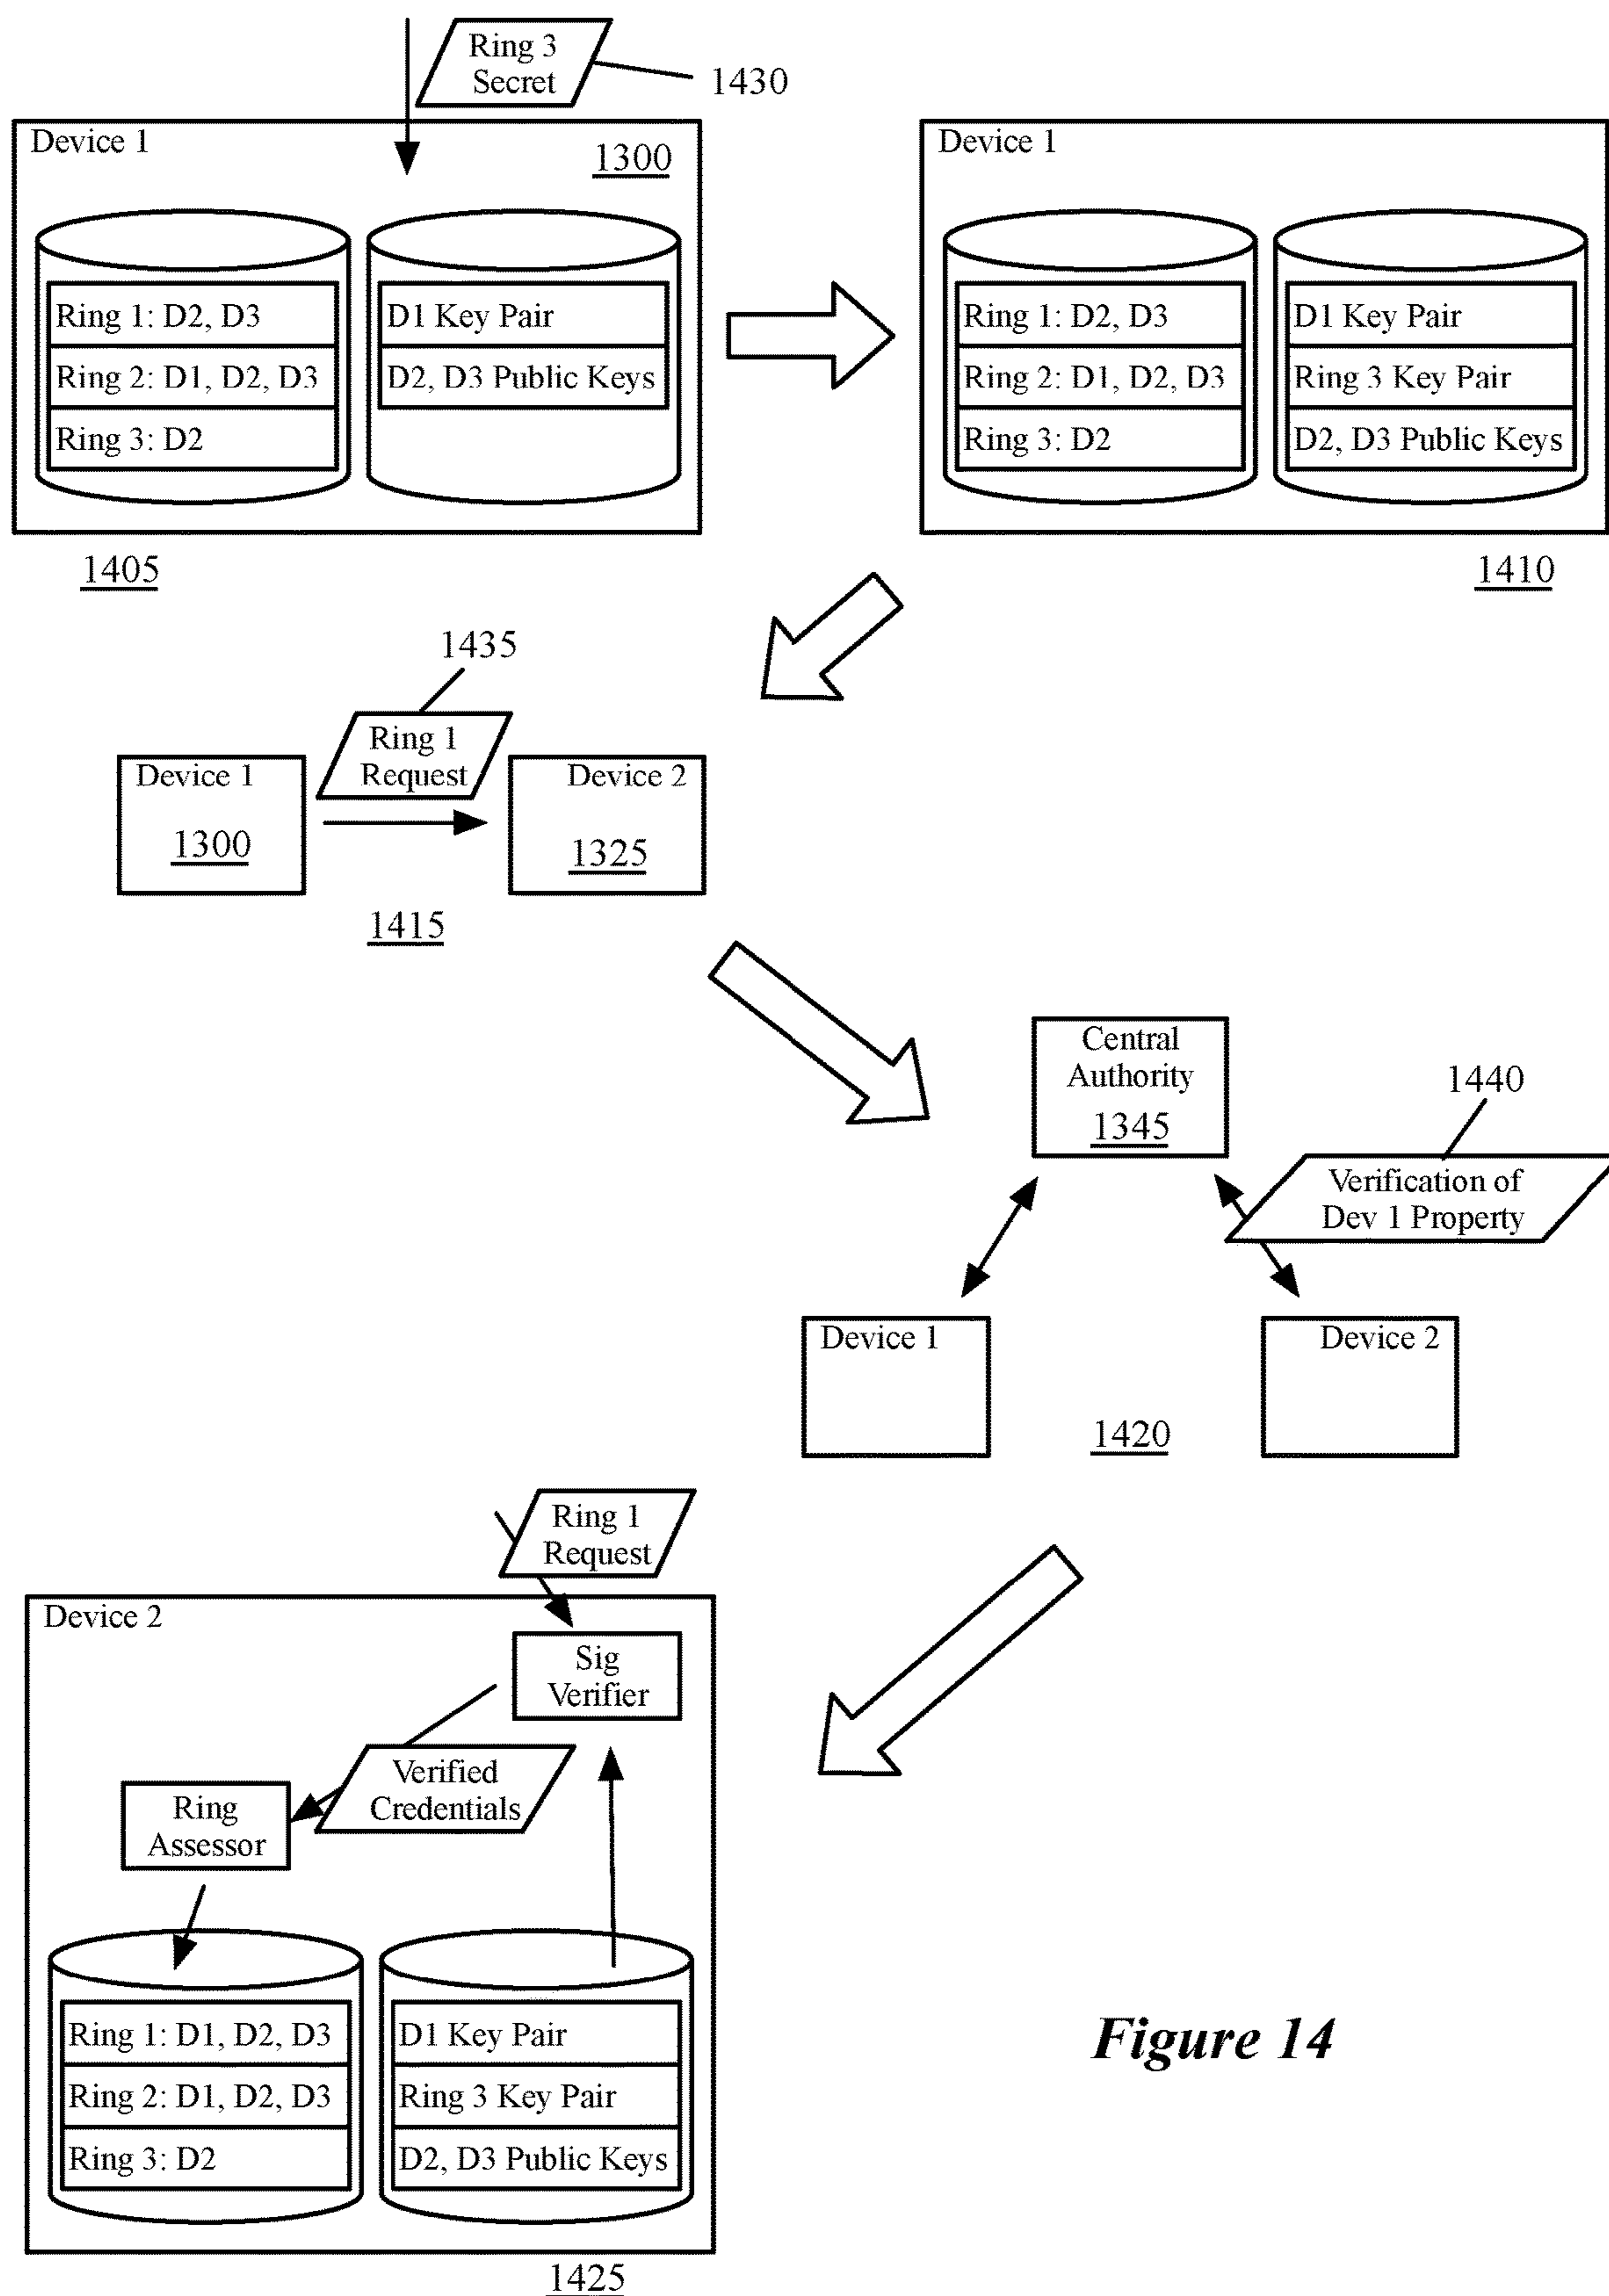 Ring 3
Secret
1430
Device 1
1300
Ring 1: D2, D3
Ring 2: D1, D2, D3
Ring 3: D2
D1 Key Pair
D2, D3 Public Keys
1405
Device 1
Ring 1: D2, D3
Ring 2: D1, D2, D3
Ring 3: D2
D1 Key Pair
Ring 3 Key Pair
D2, D3 Public Keys
1410
1435
Ring 1
Request
Device 1
1300
Device 2
1325
1415
Central
Authority
1345
1440
Verification of
Dev 1 Property
Device 1
Device 2
1420
Ring 1
Request
Device 2
Sig
Verifier
Verified
Credentials
Ring
Assessor
Ring 1: D1, D2, D3
Ring 2: D1, D2, D3
Ring 3: D2
D1 Key Pair
Ring 3 Key Pair
D2, D3 Public Keys
1425
Figure 14